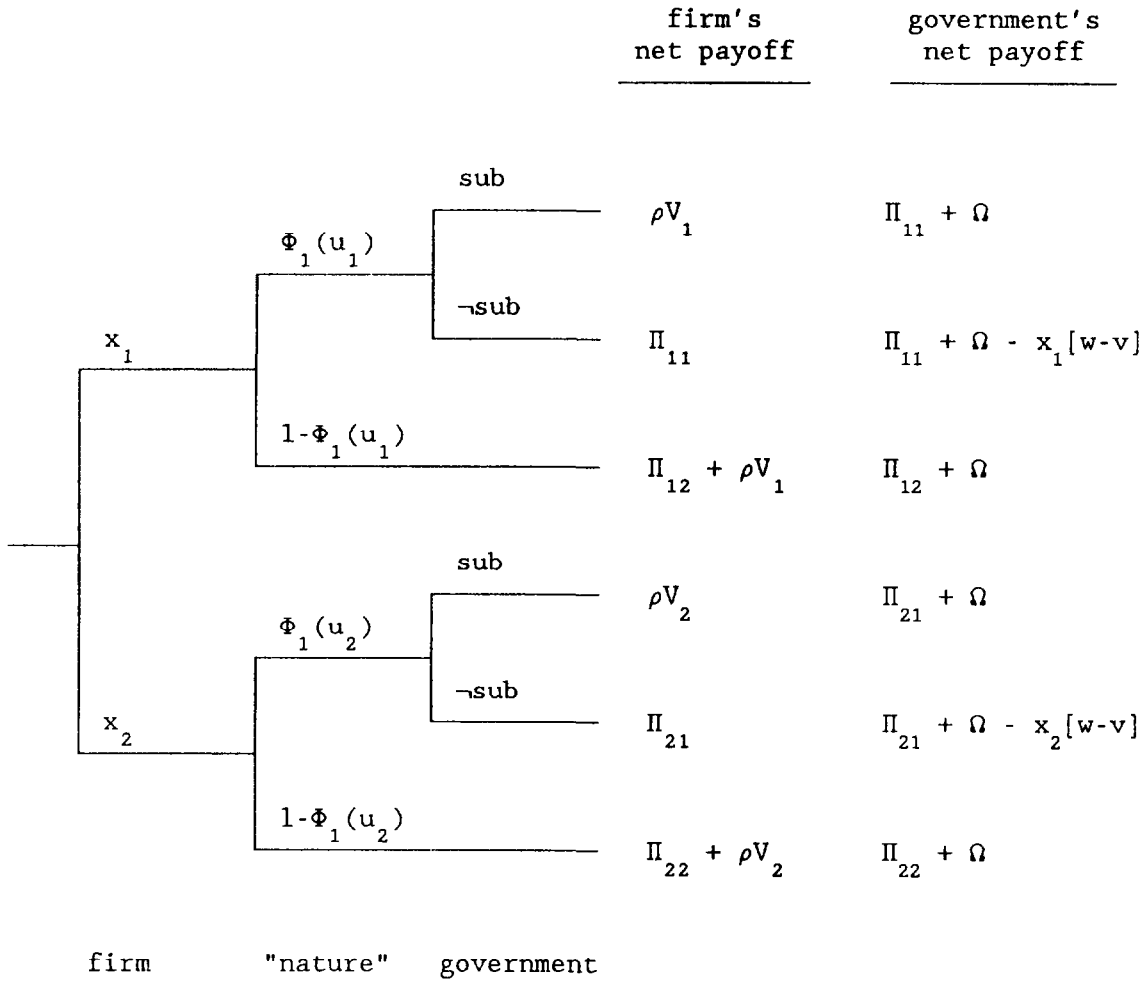 firm's government's
net payoff net payoff
sub
ρV₁ Π₁₁ + Ω
Φ₁(u₁)
¬sub
x₁ Π₁₁ Π₁₁ + Ω - x₁[w-v]
1-Φ₁(u₁)
Π₁₂ + ρV₁ Π₁₂ + Ω
sub
ρV₂ Π₂₁ + Ω
Φ₁(u₂)
¬sub
x₂ Π₂₁ Π₂₁ + Ω - x₂[w-v]
1-Φ₁(u₂)
Π₂₂ + ρV₂ Π₂₂ + Ω
firm "nature" government